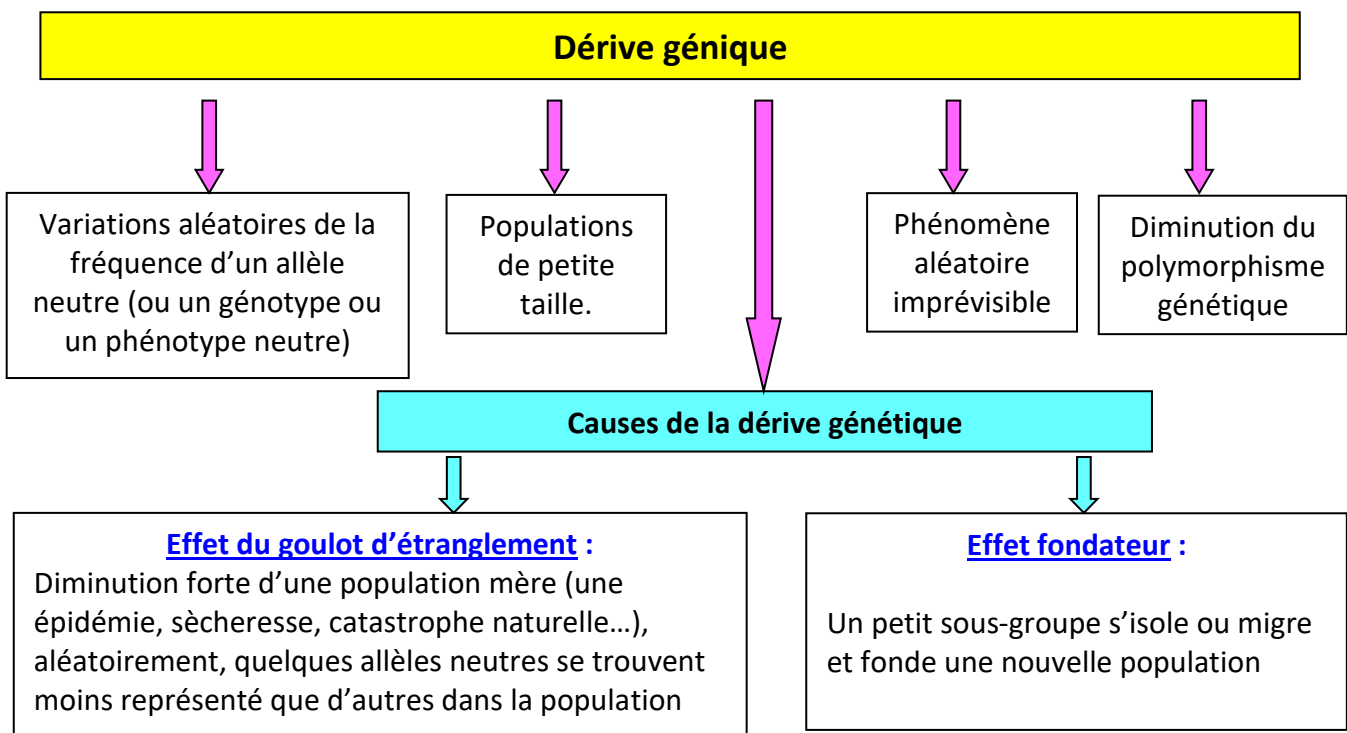 Dérive génique
Variations aléatoires de la
fréquence d’un allèle
neutre (ou un génotype ou
un phénotype neutre)
Populations
de petite
taille.
Phénomène
aléatoire
imprévisible
Diminution du
polymorphisme
génétique
Causes de la dérive génétique
Effet du goulot d’étranglement :
Diminution forte d’une population mère (une
épidémie, sècheresse, catastrophe naturelle…),
aléatoirement, quelques allèles neutres se trouvent
moins représenté que d’autres dans la population
Effet fondateur :
Un petit sous-groupe s’isole ou migre
et fonde une nouvelle population